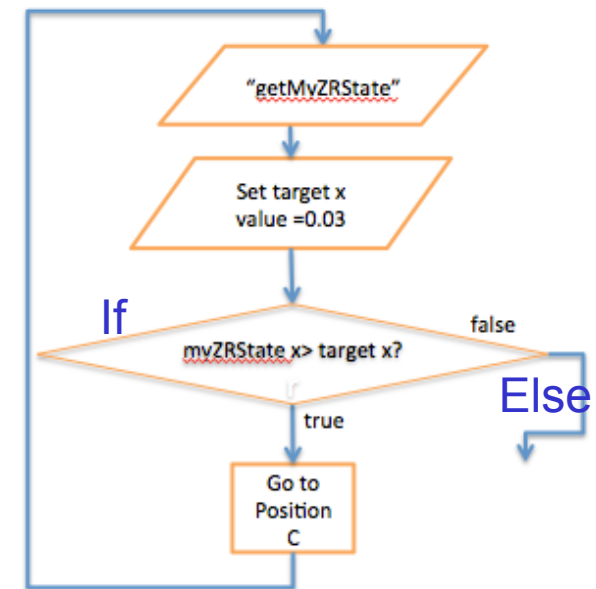 “getMyZRState”
Set target x
value =0.03
If
false
myZRState x> target x?
r
Else
true
Go to
Position
C